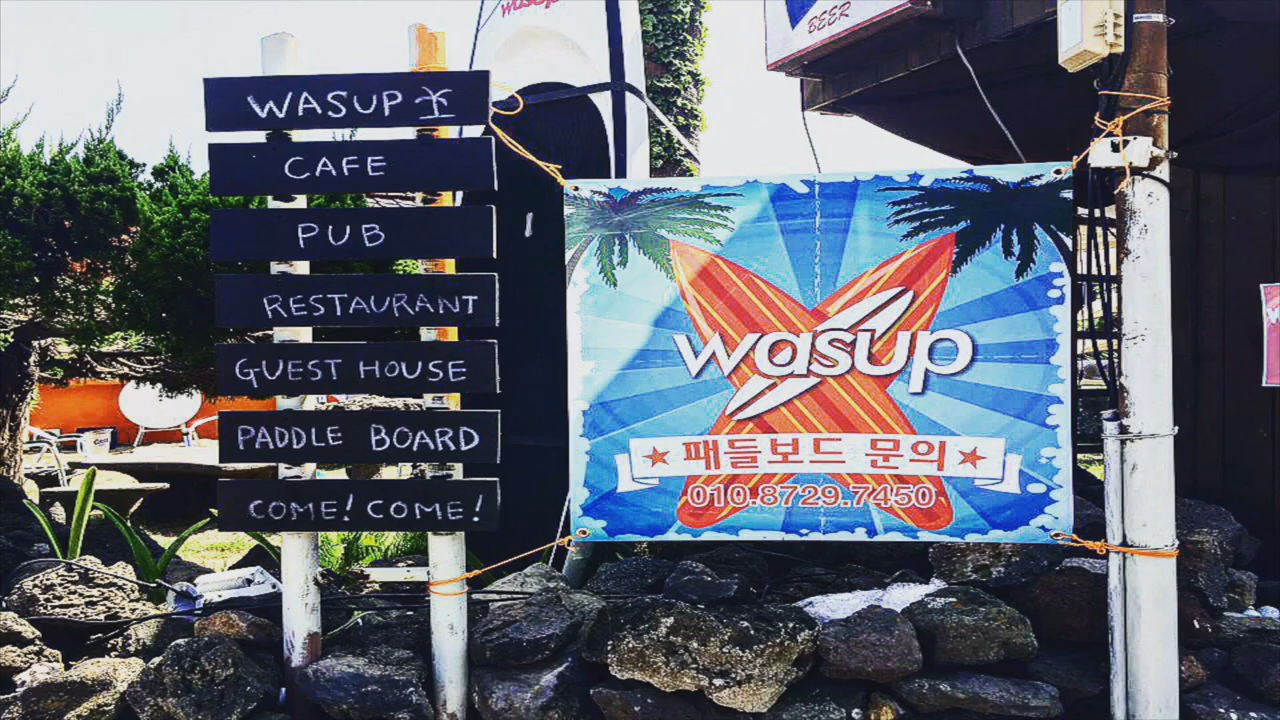 wasup
BEER
WASUP
CAFE
PUB
RESTAURANT
GUEST HOUSE
PADDLE BOARD
COME! COME!
wasup
패들보드 문의
010.8729.7450